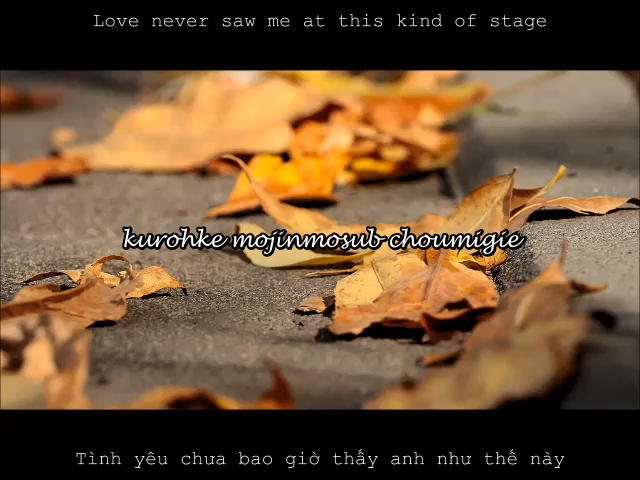 Love never saw me at this kind of stage
kurohke mojinmosub choumigie
Tình yêu chưa bao giờ thấy anh như thế này